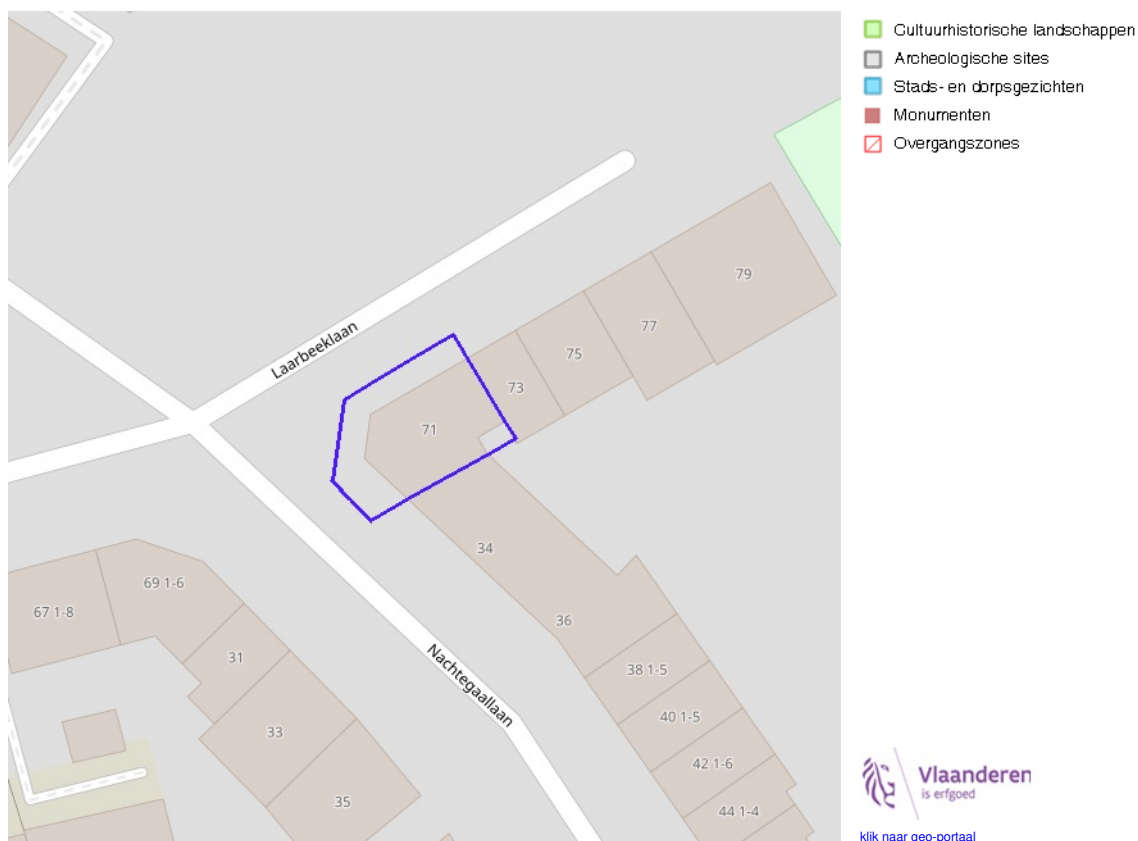 Cultuurhistorische landschappen
Archeologische sites
Stads- en dorpsgezichten
Monumenten
Overgangszones
79
77
75
73
Laarbeeklaan
71
34
36
69 1-6
67 1-8
31
33
35
Nachtegaallaan
38 1-5
40 1-5
42 1-6
44 1-4
Vlaanderen
is erfgoed
klik naar geo-portaal